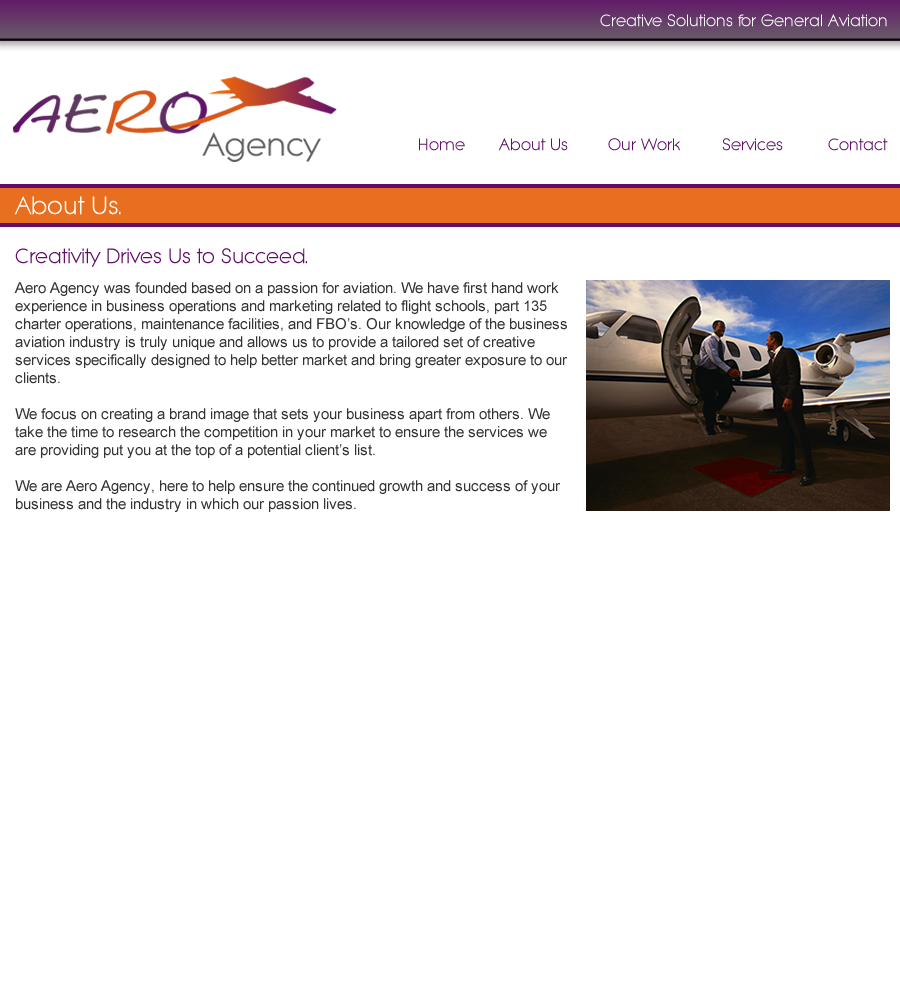 Creative Solutions for General Aviation
AERO
Agency
Home About Us Our Work Services Contact
About Us.
Creativity Drives Us to Succeed.
Aero Agency was founded based on a passion for aviation. We have first hand work
experience in business operations and marketing related to flight schools, part 135
charter operations, maintenance facilities, and FBO's. Our knowledge of the business
aviation industry is truly unique and allows us to provide a tailored set of creative
services specifically designed to help better market and bring greater exposure to our
clients.
We focus on creating a brand image that sets your business apart from others. We
take the time to research the competition in your market to ensure the services we
are providing put you at the top of a potential client's list.
We are Aero Agency, here to help ensure the continued growth and success of your
business and the industry in which our passion lives.